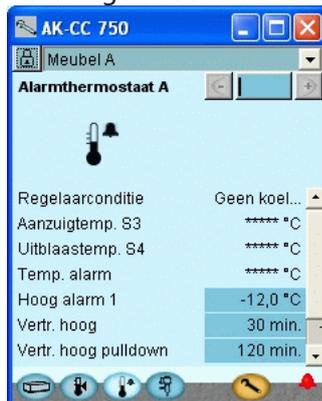 AK-CC 750
Meubel A
Alarmthermostaat A
Regelaarconditie Geen koel...
Aanzuigtemp. S3 ***** °C
Uitblaastemp. S4 ***** °C
Temp. alarm ***** °C
Hoog alarm 1 -12,0 °C
Vertr. hoog 30 min.
Vertr. hoog pulldown 120 min.